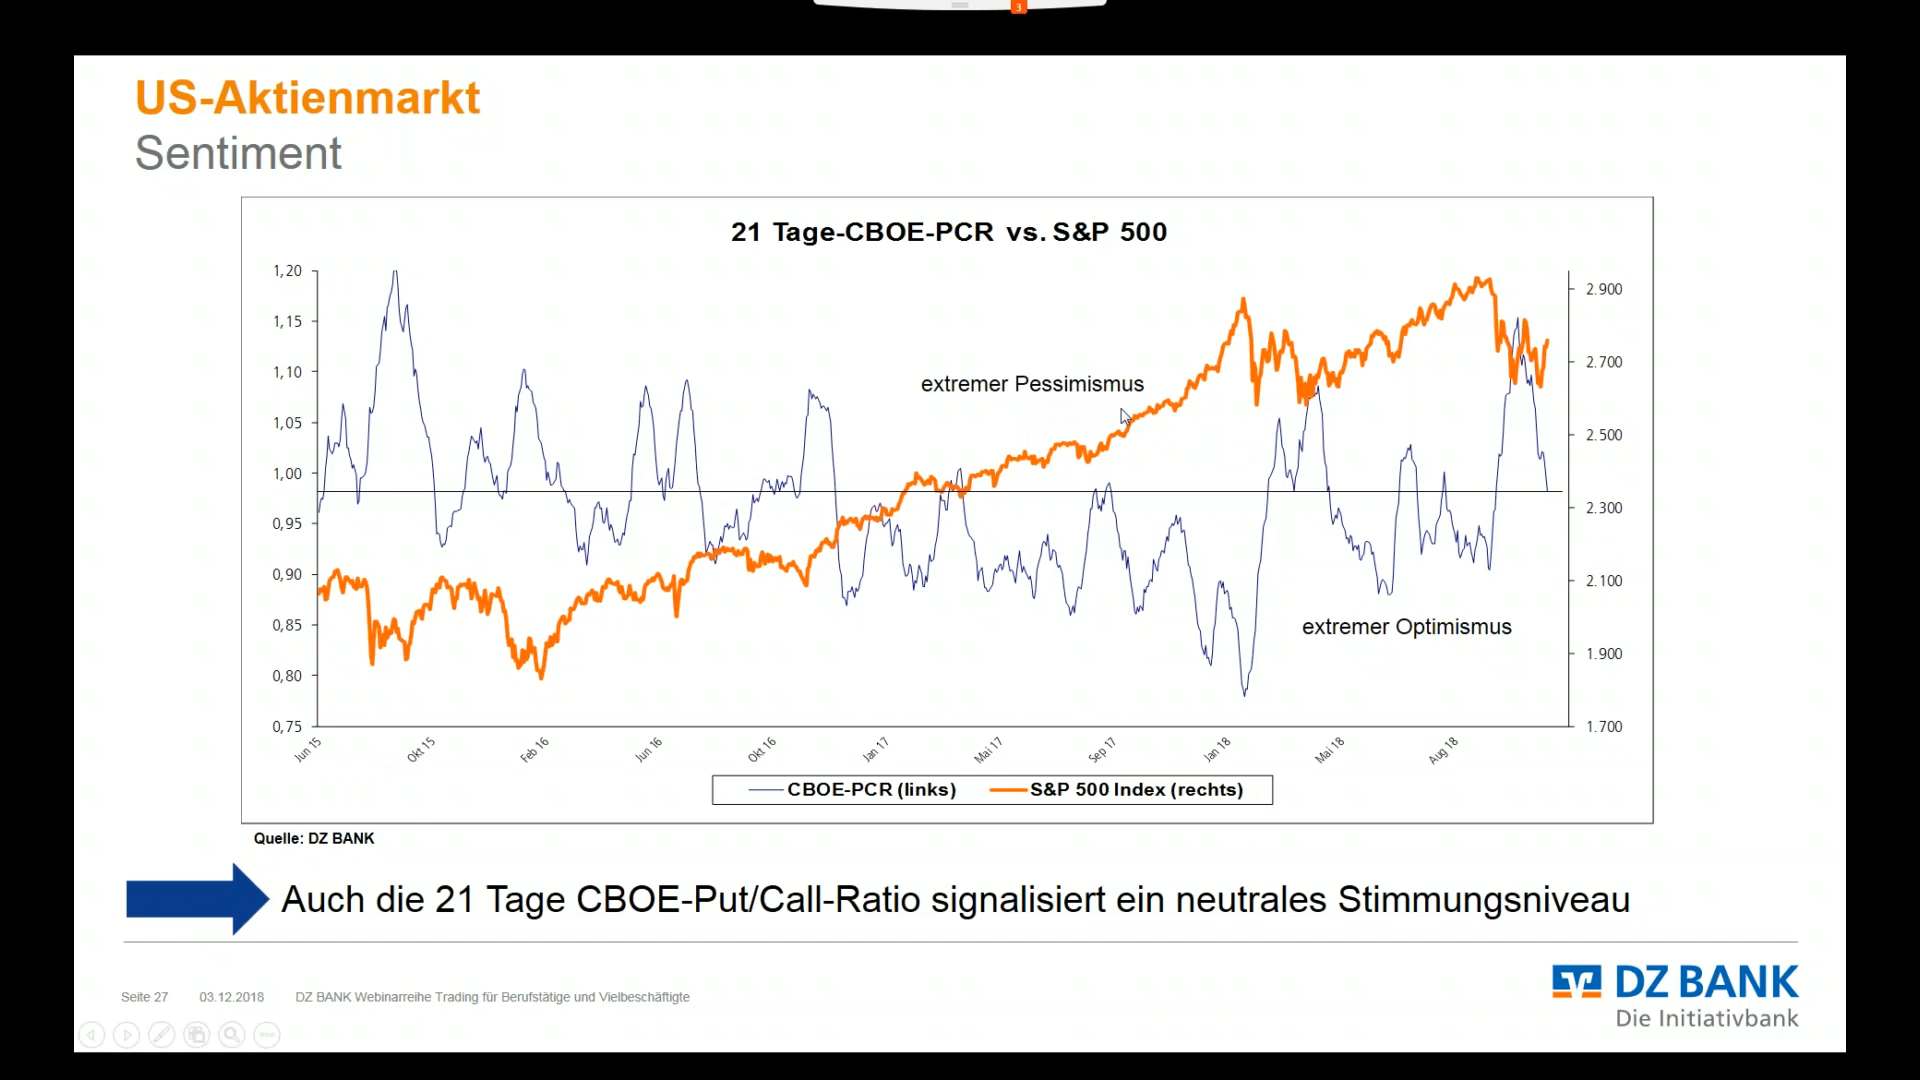 3
US-Aktienmarkt
Sentiment
21 Tage-CBOE-PCR vs. S&P 500
1,20
1,15
1,10
1,05
1,00
0,95
0,90
0,85
0,80
0,75
2.900
2.700
2.500
2.300
2.100
1.900
1.700
extremer Pessimismus
extremer Optimismus
Jun 15
Okt 15
Feb 16
Jun 16
Okt 16
Jan 17
Mai 17
Sep 17
Jan 18
Mai 18
Aug 18
CBOE-PCR (links)
S&P 500 Index (rechts)
Quelle: DZ BANK
Auch die 21 Tage CBOE-Put/Call-Ratio signalisiert ein neutrales Stimmungsniveau
Seite 27 03.12.2018 DZ BANK Webinarreihe Trading für Berufstätige und Vielbeschäftigte
DZ BANK
Die Initiativbank